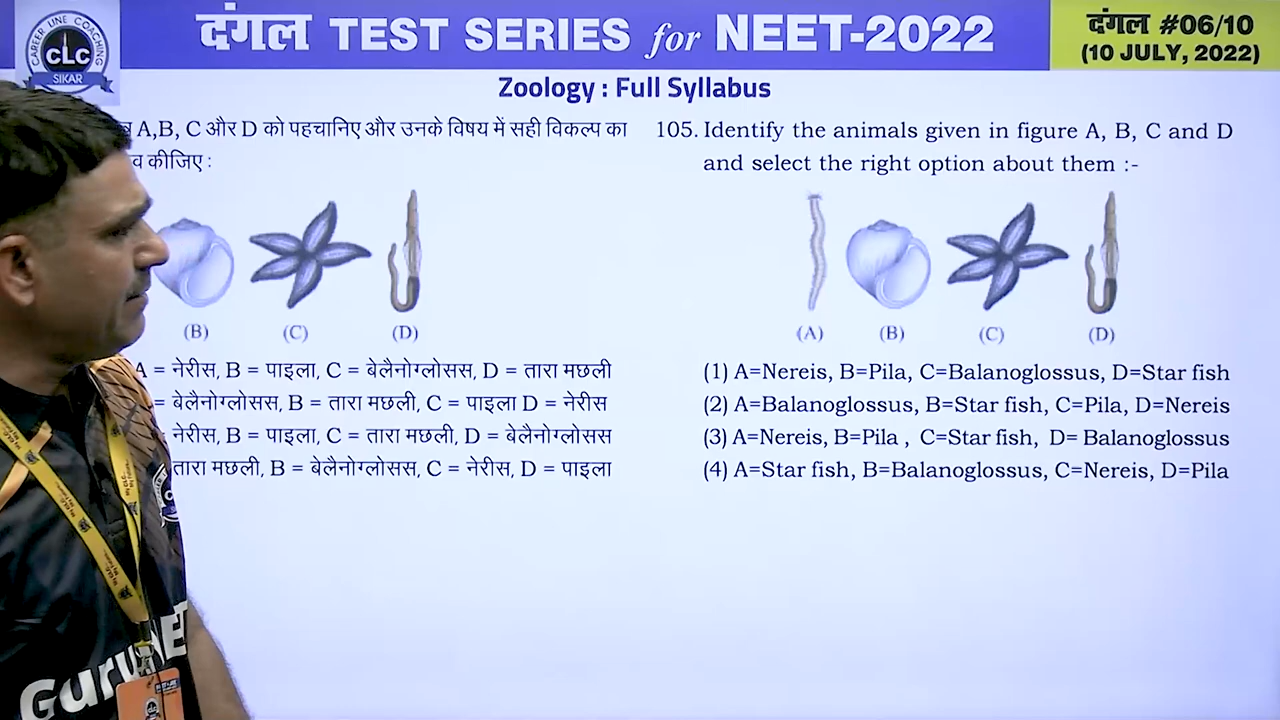 CAREER LINE COACHING
CLC
SIKAR
दंगल TEST SERIES for NEET-2022
दंगल #06/10
(10 JULY, 2022)
Zoology : Full Syllabus
A,B, C और D को पहचानिए और उनके विषय में सही विकल्प का
व कीजिए :
(B) (C) (D)
A = नेरीस, B = पाइला, C = बेलैनोग्लोसस, D = तारा मछली
= बेलैनोग्लोसस, B = तारा मछली, C = पाइला D = नेरीस
नेरीस, B = पाइला, C = तारा मछली, D = बेलैनोग्लोसस
तारा मछली, B = बेलैनोग्लोसस, C = नेरीस, D = पाइला
105. Identify the animals given in figure A, B, C and D
and select the right option about them :-
(A) (B) (C) (D)
(1) A=Nereis, B=Pila, C=Balanoglossus, D=Star fish
(2) A=Balanoglossus, B=Star fish, C=Pila, D=Nereis
(3) A=Nereis, B=Pila , C=Star fish, D= Balanoglossus
(4) A=Star fish, B=Balanoglossus, C=Nereis, D=Pila